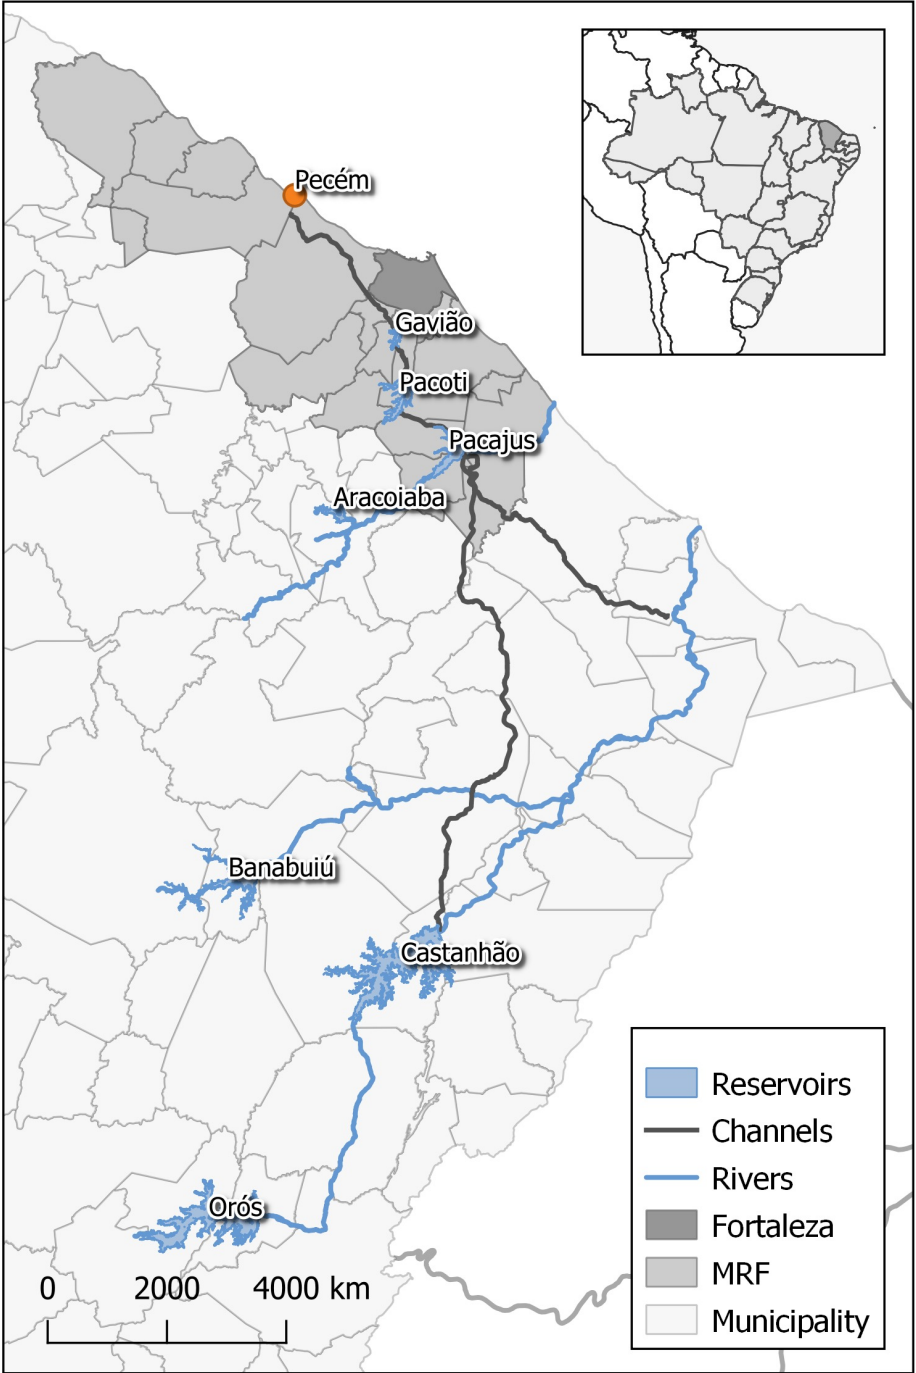 Pecém
Gavião
Pacoti
Pacajus
Aracoiaba
Banabuiú
Castanhão
Orós
0 2000 4000 km
Reservoirs
Channels
Rivers
Fortaleza
MRF
Municipality